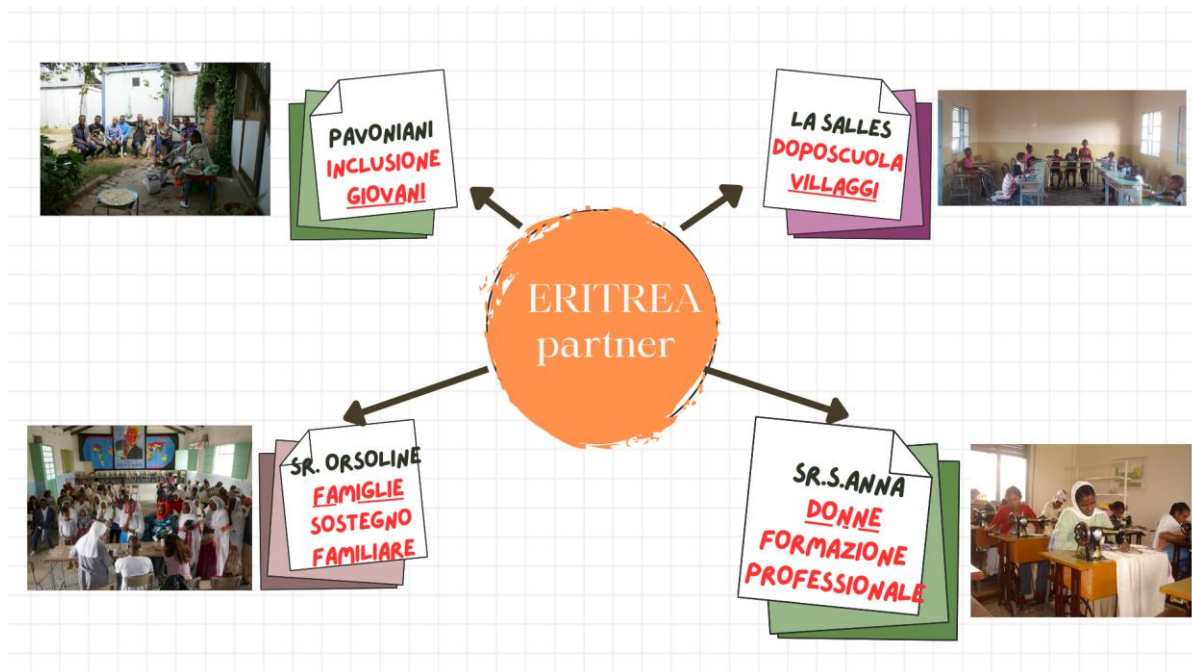 PAVONIANI
INCLUSIONE
GIOVANI
LA SALLES
DOPOSCUOLA
VILLAGGI
ERITREA
partner
SR. ORSOLINE
FAMIGLIE
SOSTEGNO
FAMILIARE
SR.S.ANNA
DONNE
FORMAZIONE
PROFESSIONALE